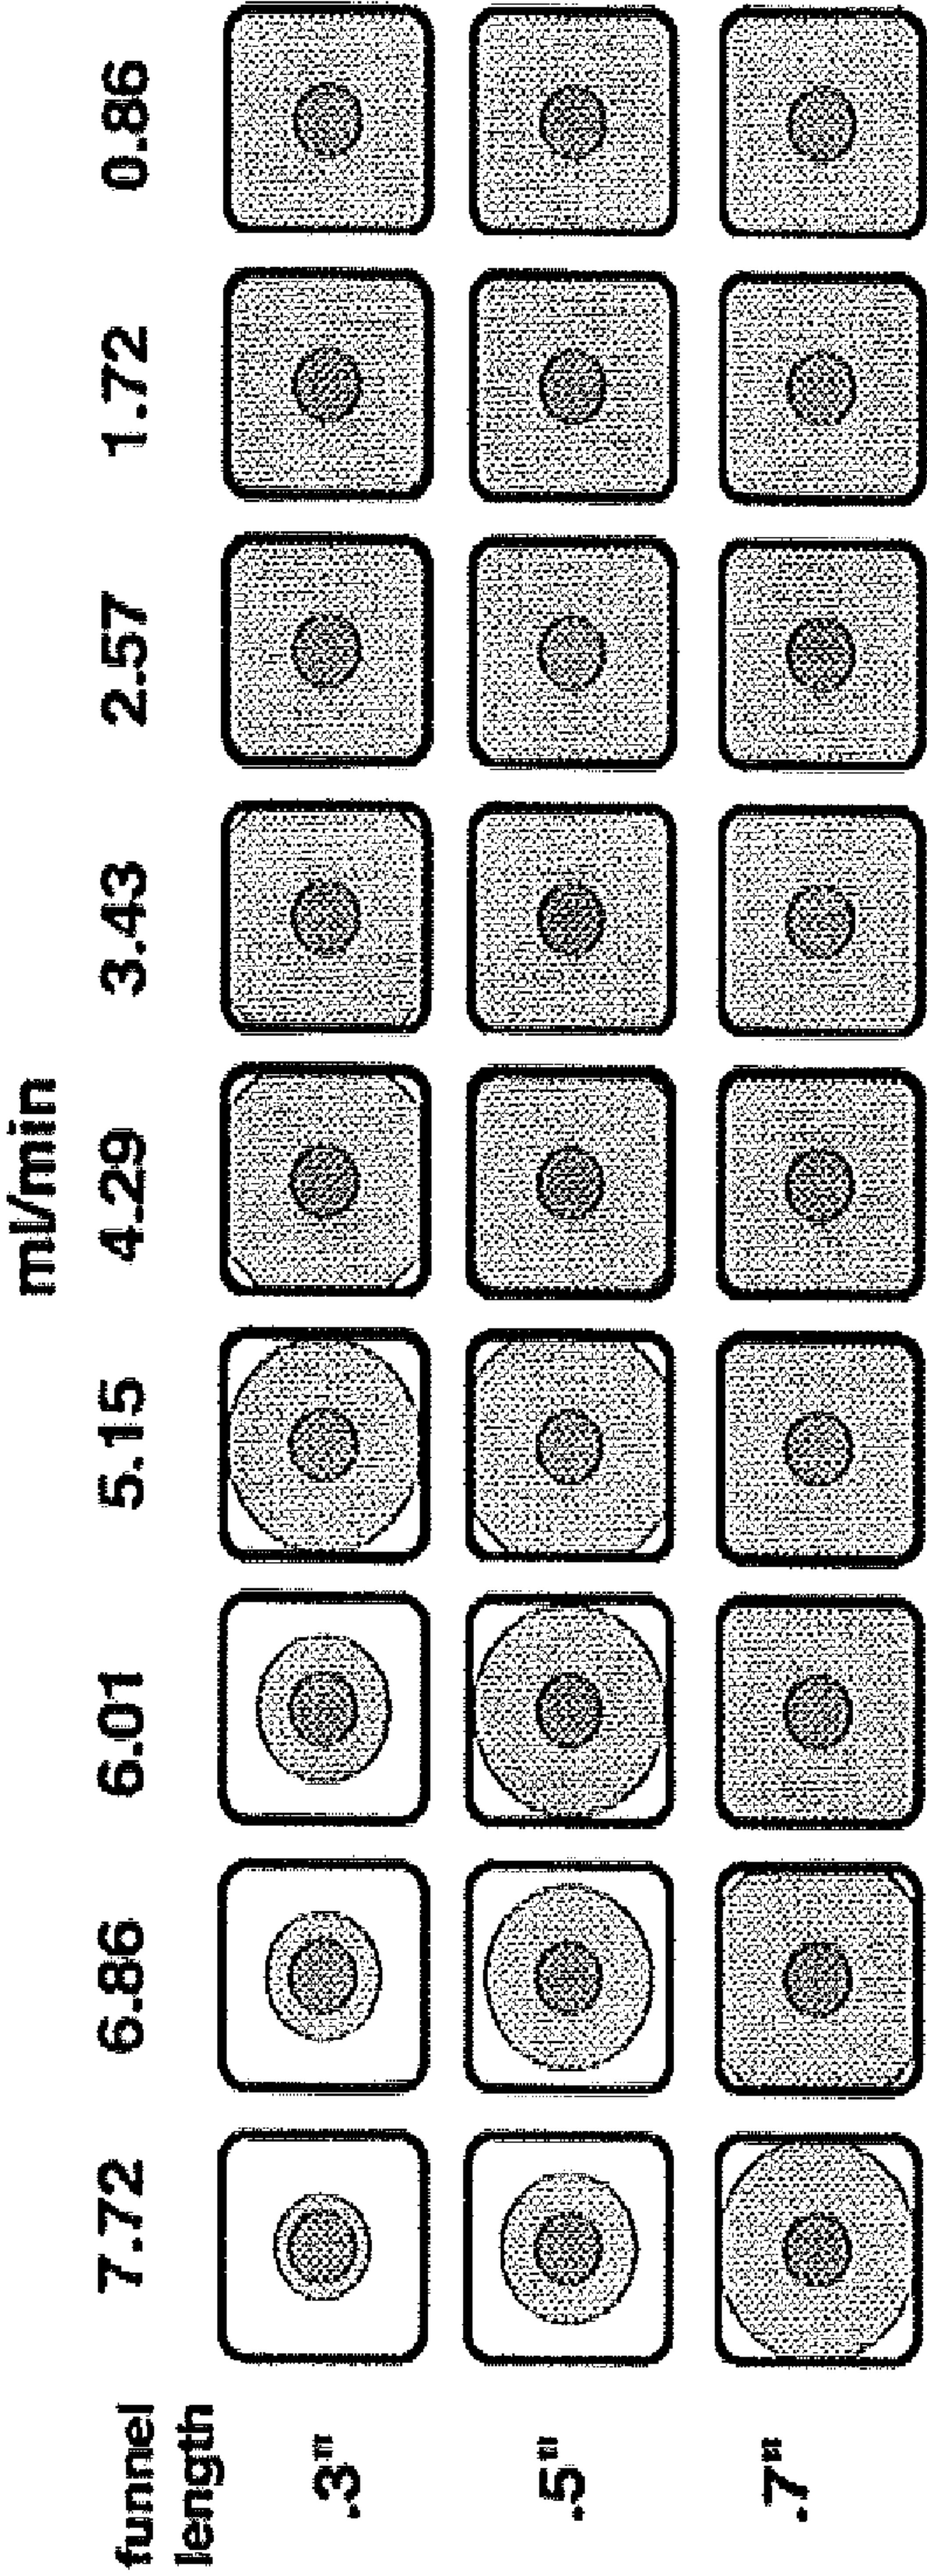 ml/min
funnel
length
7.72 6.86 6.01 5.15 4.29 3.43 2.57 1.72 0.86
.3"
.5"
.7"